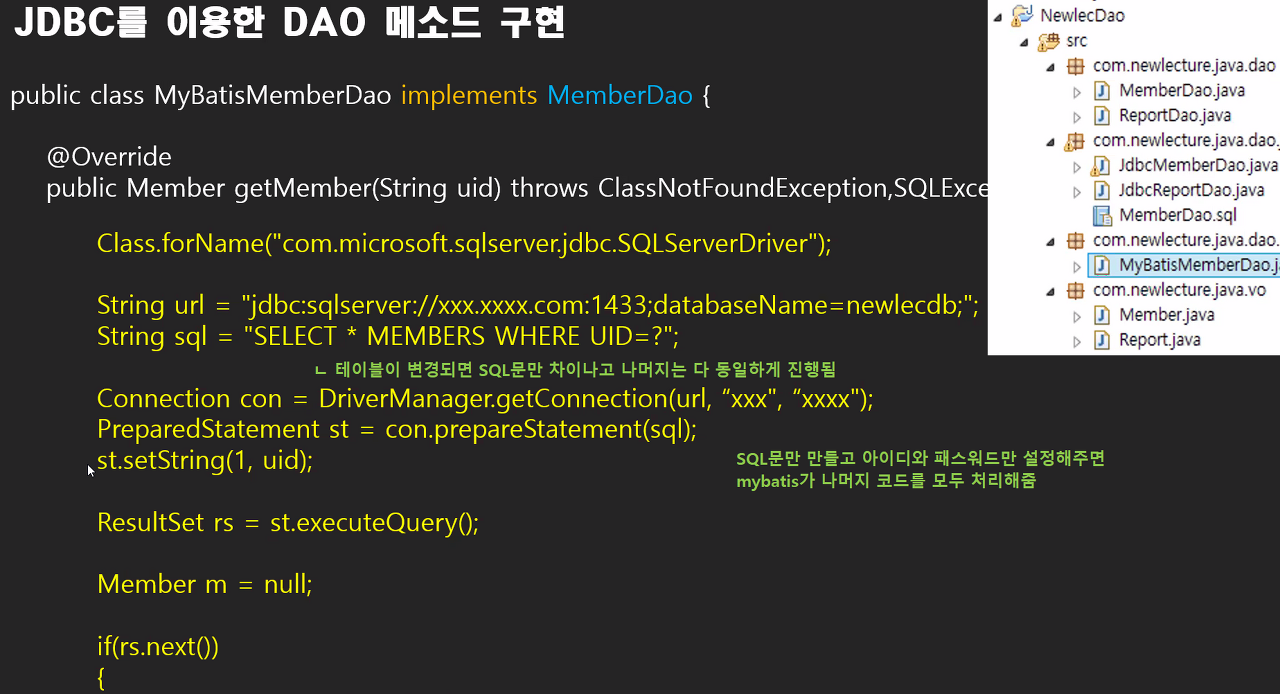 JDBC를 이용한 DAO 메소드 구현
public class MyBatisMemberDao implements MemberDao {
@Override
public Member getMember(String uid) throws ClassNotFoundException,SQLExce
Class.forName("com.microsoft.sqlserver.jdbc.SQLServerDriver");
String url = "jdbc:sqlserver://xxx.xxxx.com:1433;databaseName=newlecdb;";
String sql = "SELECT * MEMBERS WHERE UID=?";
ㄴ 테이블이 변경되면 SQL문만 차이나고 나머지는 다 동일하게 진행됨
Connection con = DriverManager.getConnection(url, “xxx", “xxxx");
PreparedStatement st = con.prepareStatement(sql);
st.setString(1, uid);
SQL문만 만들고 아이디와 패스워드만 설정해주면
mybatis가 나머지 코드를 모두 처리해줌
ResultSet rs = st.executeQuery();
Member m = null;
if(rs.next())
{
NewlecDao
src
com.newlecture.java.dao
MemberDao.java
ReportDao.java
com.newlecture.java.dao.
JdbcMemberDao.java
JdbcReportDao.java
MemberDao.sql
com.newlecture.java.dao.
MyBatisMemberDao.ja
com.newlecture.java.vo
Member.java
Report.java